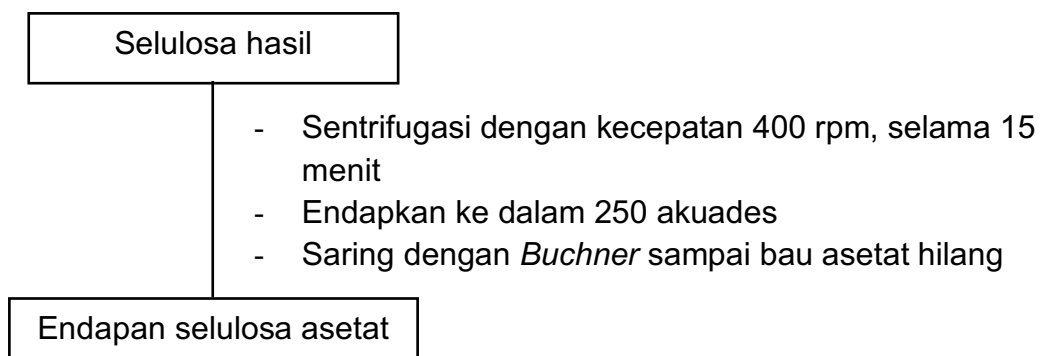 Selulosa hasil
- Sentrifugasi dengan kecepatan 400 rpm, selama 15
menit
- Endapkan ke dalam 250 akuades
- Saring dengan Buchner sampai bau asetat hilang
Endapan selulosa asetat